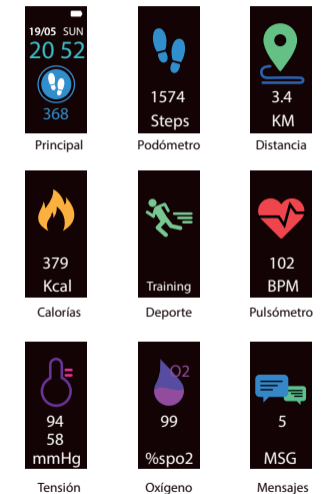 19/05 SUN
20 52
368
Principal
1574
Steps
Podómetro
3.4
KM
Distancia
379
Kcal
Calorías
Training
Deporte
102
BPM
Pulsómetro
94
58
mmHg
Tensión
O2
99
%spo2
Oxígeno
5
MSG
Mensajes